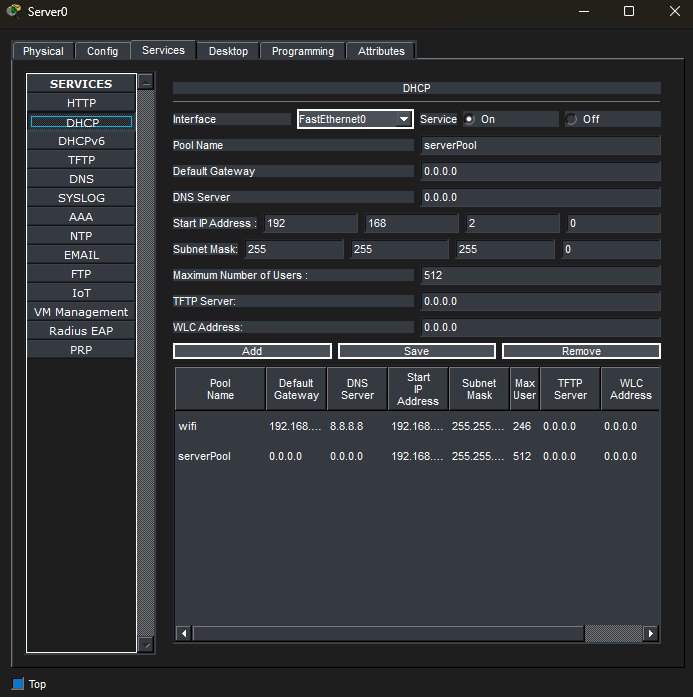 Server0
Physical Config Services Desktop Programming Attributes
SERVICES
HTTP
DHCP
DHCPv6
TFTP
DNS
SYSLOG
AAA
NTP
EMAIL
FTP
IoT
VM Management
Radius EAP
PRP
DHCP
Interface FastEthernet0 Service On Off
Pool Name serverPool
Default Gateway 0.0.0.0
DNS Server 0.0.0.0
Start IP Address : 192 168 2 0
Subnet Mask: 255 255 255 0
Maximum Number of Users : 512
TFTP Server: 0.0.0.0
WLC Address: 0.0.0.0
Add Save Remove
Pool Name Default Gateway DNS Server Start IP Address Subnet Mask Max User TFTP Server WLC Address
wifi 192.168.... 8.8.8.8 192.168.... 255.255.... 246 0.0.0.0 0.0.0.0
serverPool 0.0.0.0 0.0.0.0 192.168.... 255.255.... 512 0.0.0.0 0.0.0.0
Top